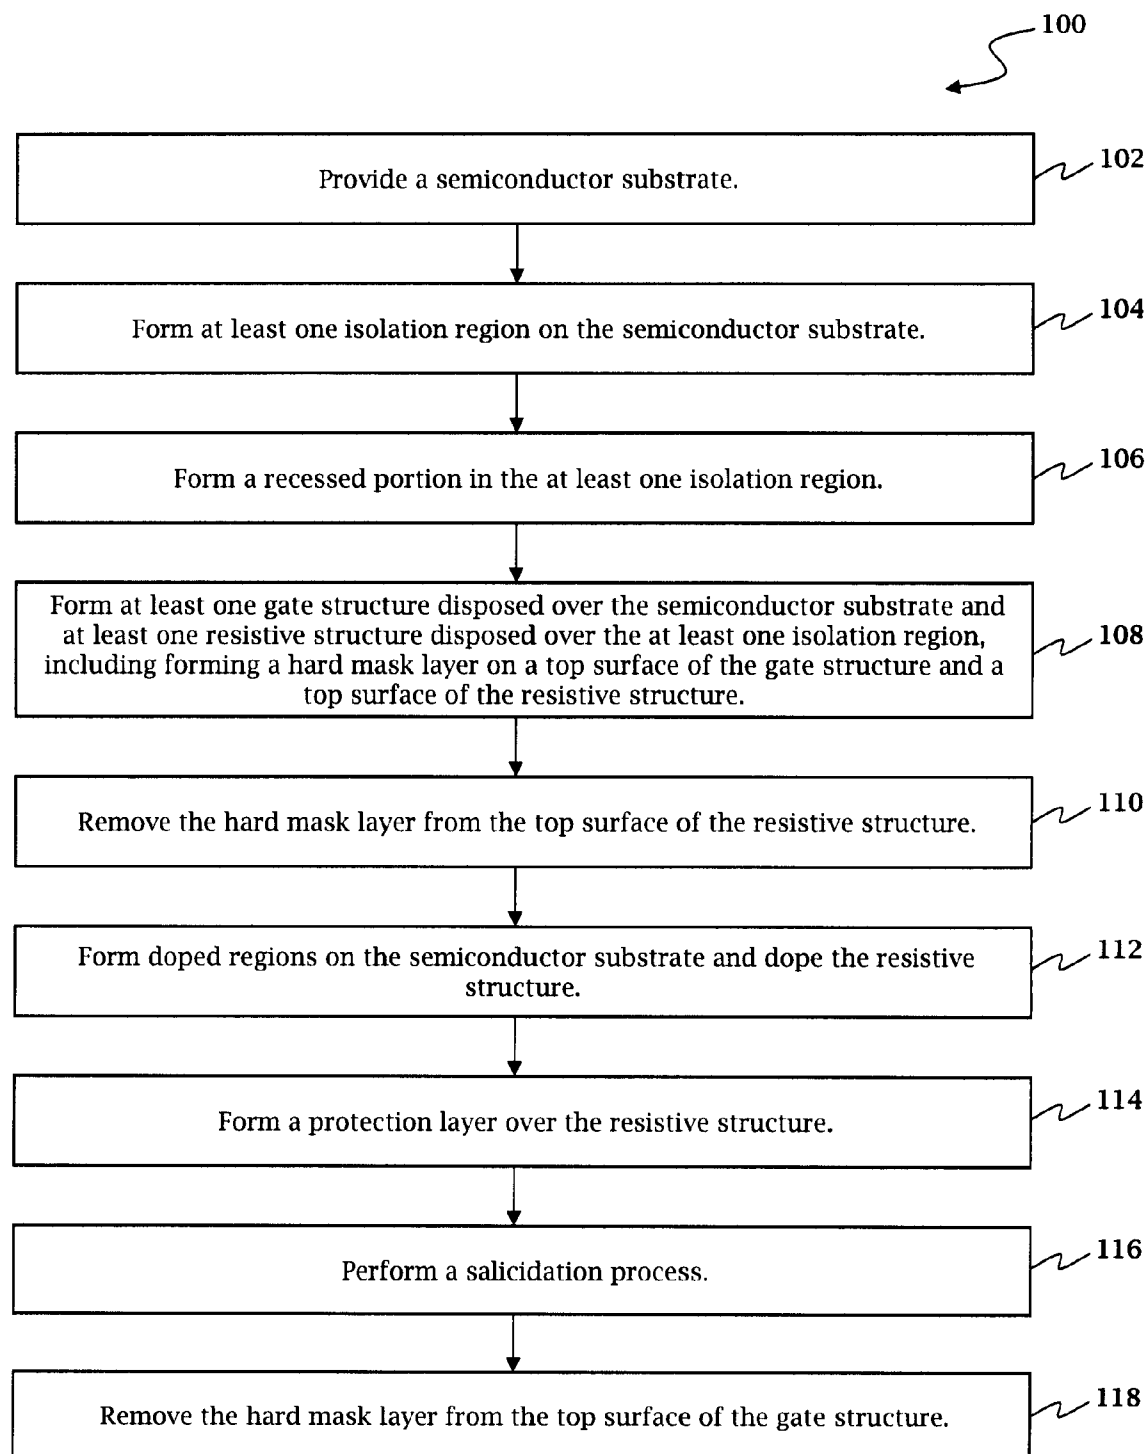 100
Provide a semiconductor substrate.
102
Form at least one isolation region on the semiconductor substrate.
104
Form a recessed portion in the at least one isolation region.
106
Form at least one gate structure disposed over the semiconductor substrate and
at least one resistive structure disposed over the at least one isolation region,
including forming a hard mask layer on a top surface of the gate structure and a
top surface of the resistive structure.
108
Remove the hard mask layer from the top surface of the resistive structure.
110
Form doped regions on the semiconductor substrate and dope the resistive
structure.
112
Form a protection layer over the resistive structure.
114
Perform a salicidation process.
116
Remove the hard mask layer from the top surface of the gate structure.
118